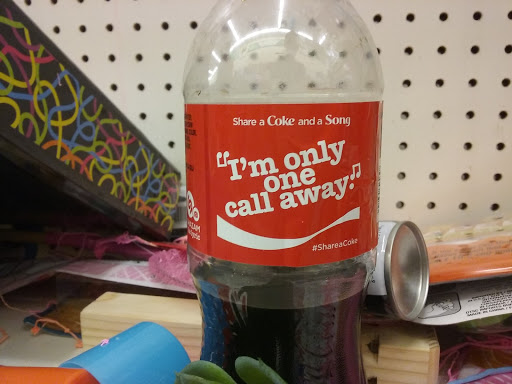 Share a Coke and a Song
"I'm only
one
call away."
#ShareaCoke